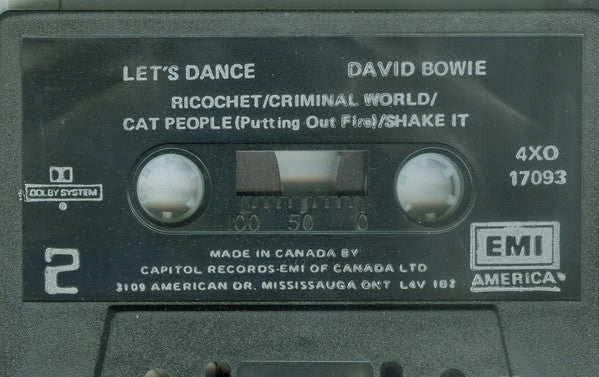 LET'S DANCE DAVID BOWIE
RICOCHET/CRIMINAL WORLD/
CAT PEOPLE(Putting Out Fire)/SHAKE IT
4XO
17093
DOLBY SYSTEM
®
100 50 0
2
MADE IN CANADA BY
CAPITOL RECORDS-EMI OF CANADA LTD
3109 AMERICAN DR. MISSISSAUGA ONT L4V 1B2
EMI
AMERICA